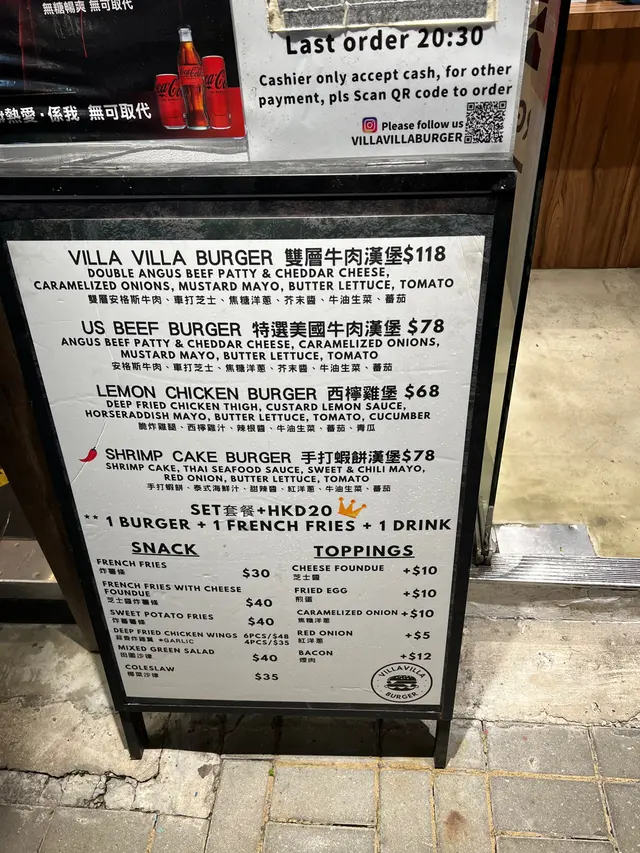 無糖暢爽 無可取代
熱愛·係我 無可取代
Last order 20:30
Cashier only accept cash, for other
payment, pls Scan QR code to order
Please follow us
VILLAVILLABURGER
VILLA VILLA BURGER 雙層牛肉漢堡$118
DOUBLE ANGUS BEEF PATTY & CHEDDAR CHEESE,
CARAMELIZED ONIONS, MUSTARD MAYO, BUTTER LETTUCE, TOMATO
雙層安格斯牛肉、車打芝士、焦糖洋蔥、芥末醬、牛油生菜、蕃茄
US BEEF BURGER 特選美國牛肉漢堡 $78
ANGUS BEEF PATTY & CHEDDAR CHEESE, CARAMELIZED ONIONS,
MUSTARD MAYO, BUTTER LETTUCE, TOMATO
安格斯牛肉、車打芝士、焦糖洋蔥、芥末醬、牛油生菜、蕃茄
LEMON CHICKEN BURGER 西檸雞堡 $68
DEEP FRIED CHICKEN THIGH, CUSTARD LEMON SAUCE,
HORSERADDISH MAYO, BUTTER LETTUCE, TOMATO, CUCUMBER
脆炸雞腿、西檸雞汁、辣根醬、牛油生菜、蕃茄、青瓜
SHRIMP CAKE BURGER 手打蝦餅漢堡$78
SHRIMP CAKE, THAI SEAFOOD SAUCE, SWEET & CHILI MAYO,
RED ONION, BUTTER LETTUCE, TOMATO
手打蝦餅、泰式海鮮汁、甜辣醬、紅洋蔥、牛油生菜、蕃茄
SET套餐+HKD20
** 1 BURGER + 1 FRENCH FRIES + 1 DRINK
SNACK
FRENCH FRIES
炸薯條 $30
FRENCH FRIES WITH CHEESE
FOUNDUE
芝士醬炸薯條 $40
SWEET POTATO FRIES
炸蕃薯條 $40
DEEP FRIED CHICKEN WINGS 6PCS/$48
蒜香炸雞翼 *GARLIC 4PCS/$35
MIXED GREEN SALAD
田園沙律 $40
COLESLAW
椰菜沙律 $35
TOPPINGS
CHEESE FOUNDUE +$10
芝士醬
FRIED EGG +$10
煎蛋
CARAMELIZED ONION +$10
焦糖洋蔥
RED ONION +$5
紅洋蔥
BACON +$12
煙肉
VILLAVILLA
BURGER